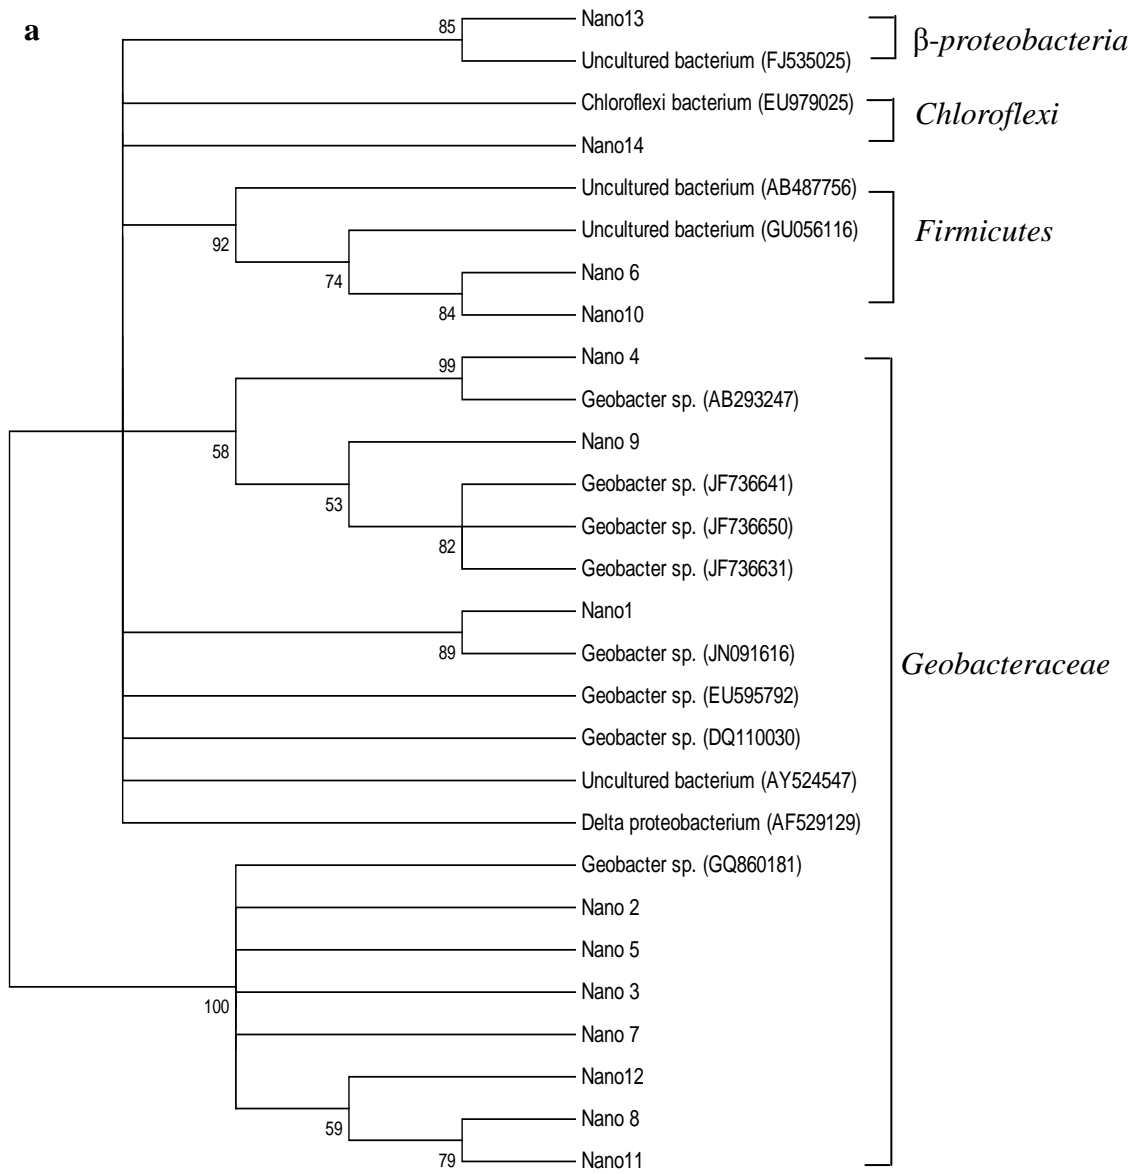 a
85
Nano13
β-proteobacteria
Uncultured bacterium (FJ535025)
Chloroflexi bacterium (EU979025)
Chloroflexi
Nano14
Uncultured bacterium (AB487756)
92
Uncultured bacterium (GU056116)
Firmicutes
74
Nano 6
84
Nano10
99
Nano 4
Geobacter sp. (AB293247)
58
Nano 9
53
Geobacter sp. (JF736641)
Geobacter sp. (JF736650)
82
Geobacter sp. (JF736631)
Nano1
89
Geobacter sp. (JN091616)
Geobacteraceae
Geobacter sp. (EU595792)
Geobacter sp. (DQ110030)
Uncultured bacterium (AY524547)
Delta proteobacterium (AF529129)
Geobacter sp. (GQ860181)
Nano 2
Nano 5
Nano 3
100
Nano 7
Nano12
59
Nano 8
79
Nano11